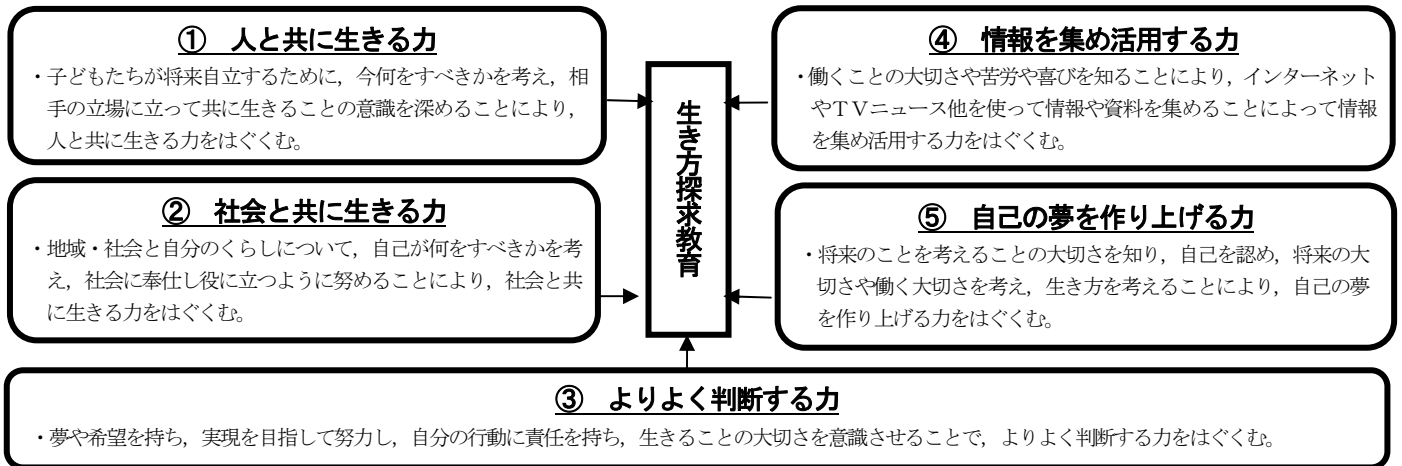 ① 人と共に生きる力
・子どもたちが将来自立するために，今何をすべきかを考え，相
手の立場に立って共に生きることの意識を深めることにより，
人と共に生きる力をはぐくむ。
② 社会と共に生きる力
・地域・社会と自分のくらしについて，自己が何をすべきかを考
え，社会に奉仕し役に立つように努めることにより，社会と共
に生きる力をはぐくむ。
生き方探求教育
④ 情報を集め活用する力
・働くことの大切さや苦労や喜びを知ることにより，インターネット
やＴＶニュース他を使って情報や資料を集めることによって情報
を集め活用する力をはぐくむ。
⑤ 自己の夢を作り上げる力
・将来のことを考えることの大切さを知り，自己を認め，将来の大
切さや働く大切さを考え，生き方を考えることにより，自己の夢
を作り上げる力をはぐくむ。
③ よりよく判断する力
・夢や希望を持ち，実現を目指して努力し，自分の行動に責任を持ち，生きることの大切さを意識させることで，よりよく判断する力をはぐくむ。